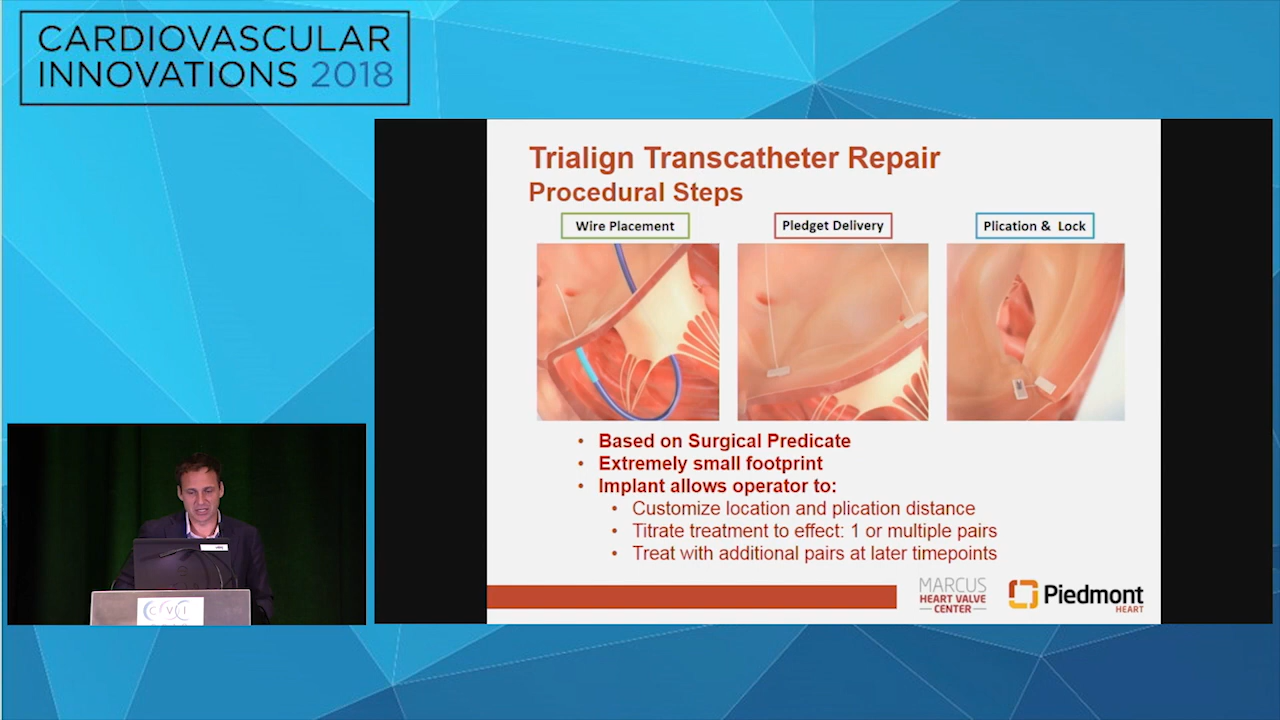 CARDIOVASCULAR
INNOVATIONS 2018
Trialign Transcatheter Repair
Procedural Steps
Wire Placement
Pledget Delivery
Plication & Lock
• Based on Surgical Predicate
• Extremely small footprint
• Implant allows operator to:
• Customize location and plication distance
• Titrate treatment to effect: 1 or multiple pairs
• Treat with additional pairs at later timepoints
MARCUS
HEART VALVE
CENTER
Piedmont
HEART
CVI